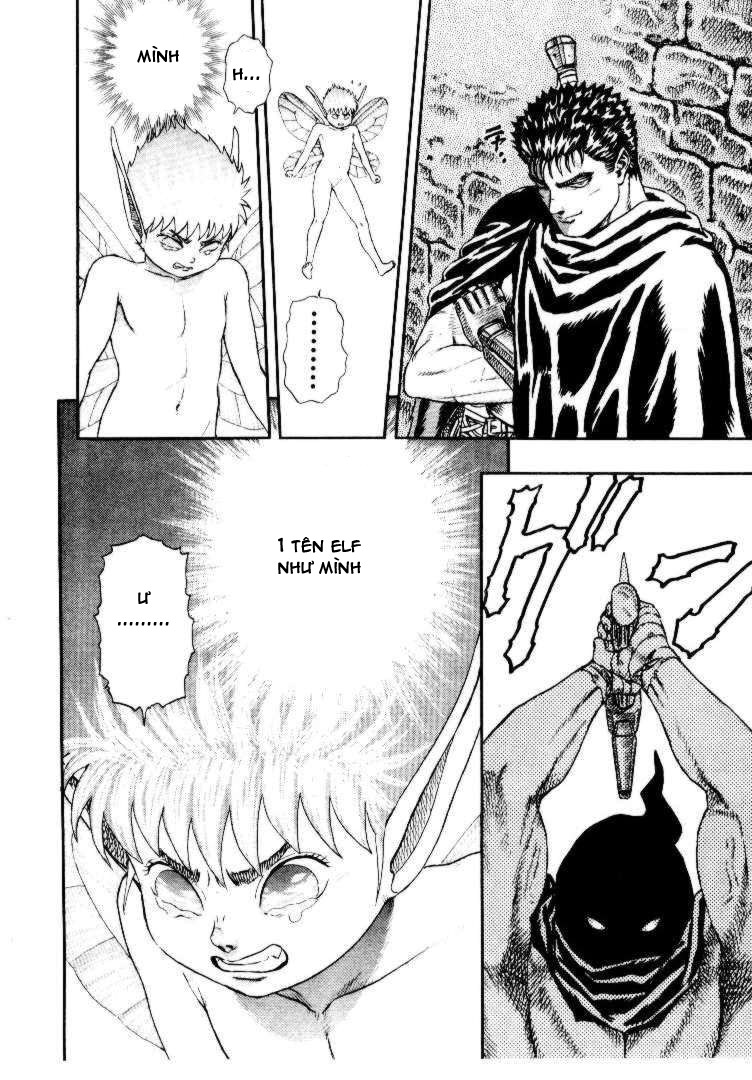 H...
MÌNH
1 TÊN ELF
NHƯ MÌNH
Ư
.........